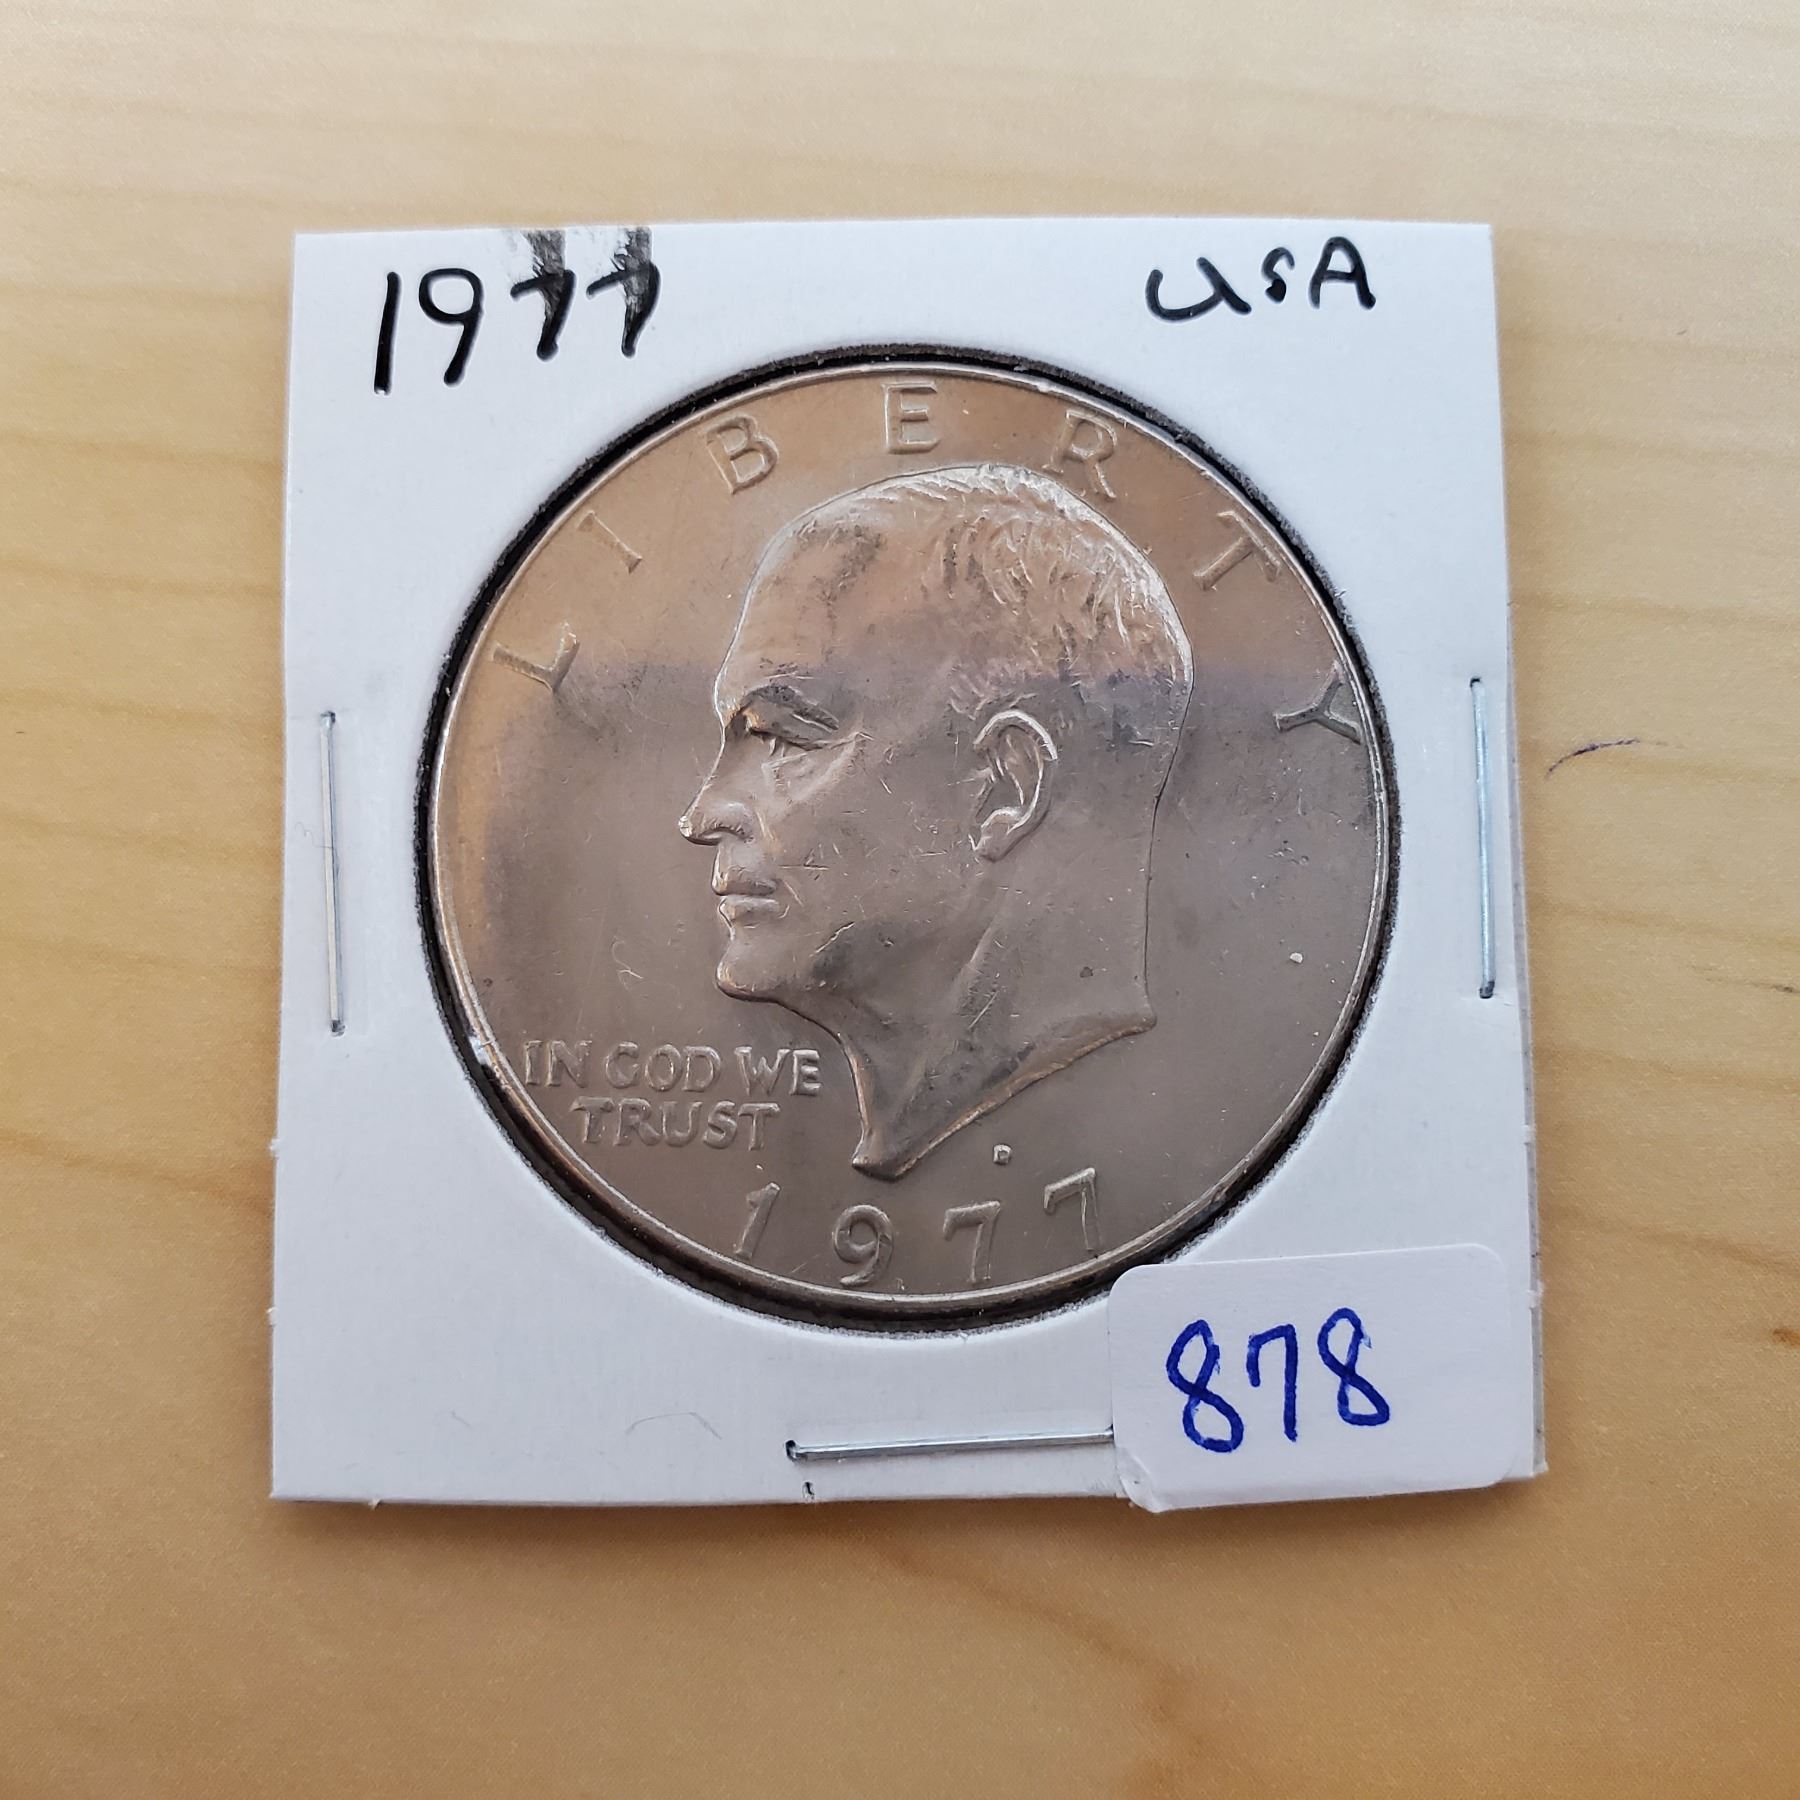 1977 USA
LIBERTY
IN GOD WE
TRUST
D
1977
878